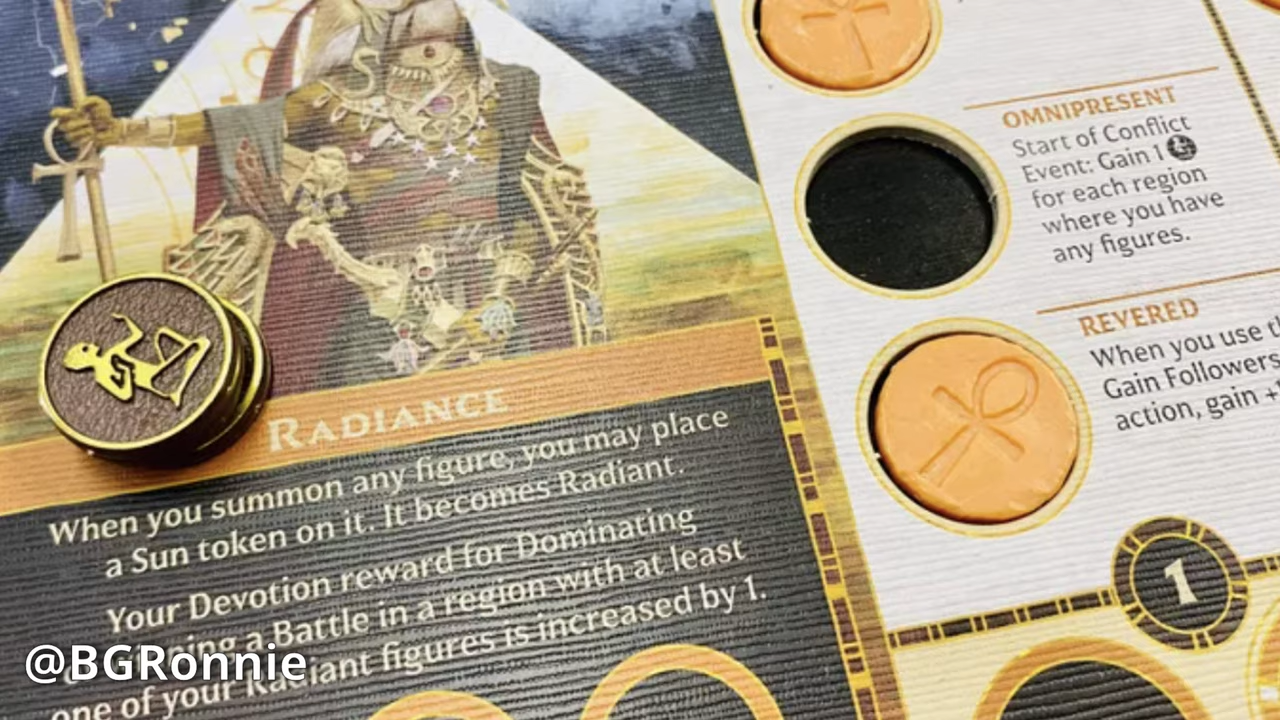 RADIANCE
When you summon any figure, you may place
a Sun token on it. It becomes Radiant.
Your Devotion reward for Dominating
a Battle in a region with at least
one of your Radiant figures is increased by 1.
OMNIPRESENT
Start of Conflict
Event: Gain 1
for each region
where you have
any figures.
REVERED
When you use
Gain Followers
action, gain +
1
@BGRonnie